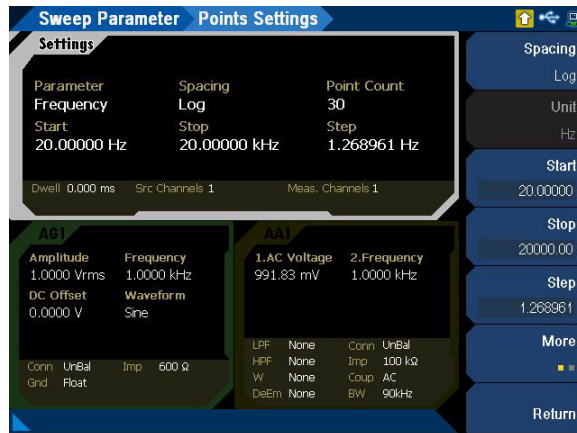 Sweep Parameter Points Settings
Settings
Parameter Spacing Point Count
Frequency Log 30
Start Stop Step
20.00000 Hz 20.00000 kHz 1.268961 Hz
Dwell 0.000 ms Src Channels 1 Meas. Channels 1
AG1
Amplitude Frequency
1.0000 Vrms 1.0000 kHz
DC Offset Waveform
0.0000 V Sine
Conn UnBal Imp 600 Ω
Gnd Float
AA1
1.AC Voltage 2.Frequency
991.83 mV 1.0000 kHz
LPF None Conn UnBal
HPF None Imp 100 kΩ
W None Coup AC
DeEm None BW 90kHz
Spacing
Log
Unit
Hz
Start
20.00000
Stop
20000.00
Step
1.268961
More
Return